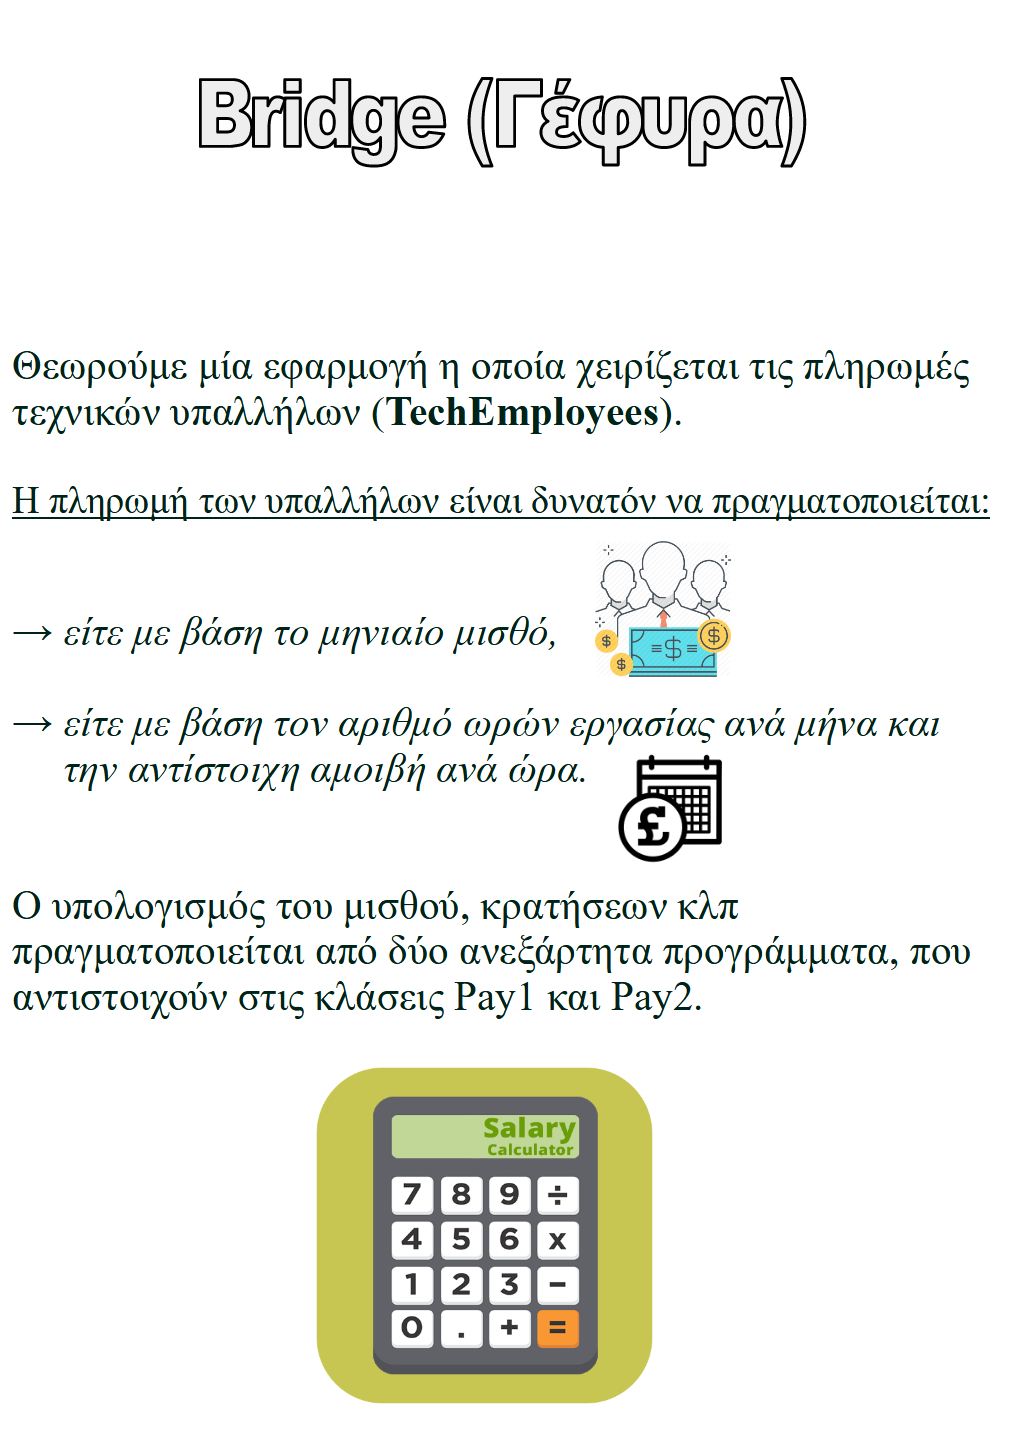 Bridge (Γέφυρα)
Θεωρούμε μία εφαρμογή η οποία χειρίζεται τις πληρωμές
τεχνικών υπαλλήλων (TechEmployees).
Η πληρωμή των υπαλλήλων είναι δυνατόν να πραγματοποιείται:
→ είτε με βάση το μηνιαίο μισθό,
→ είτε με βάση τον αριθμό ωρών εργασίας ανά μήνα και
την αντίστοιχη αμοιβή ανά ώρα.
Ο υπολογισμός του μισθού, κρατήσεων κλπ
πραγματοποιείται από δύο ανεξάρτητα προγράμματα, που
αντιστοιχούν στις κλάσεις Pay1 και Pay2.
Salary
Calculator
7 8 9 ÷
4 5 6 x
1 2 3 −
0 . + =